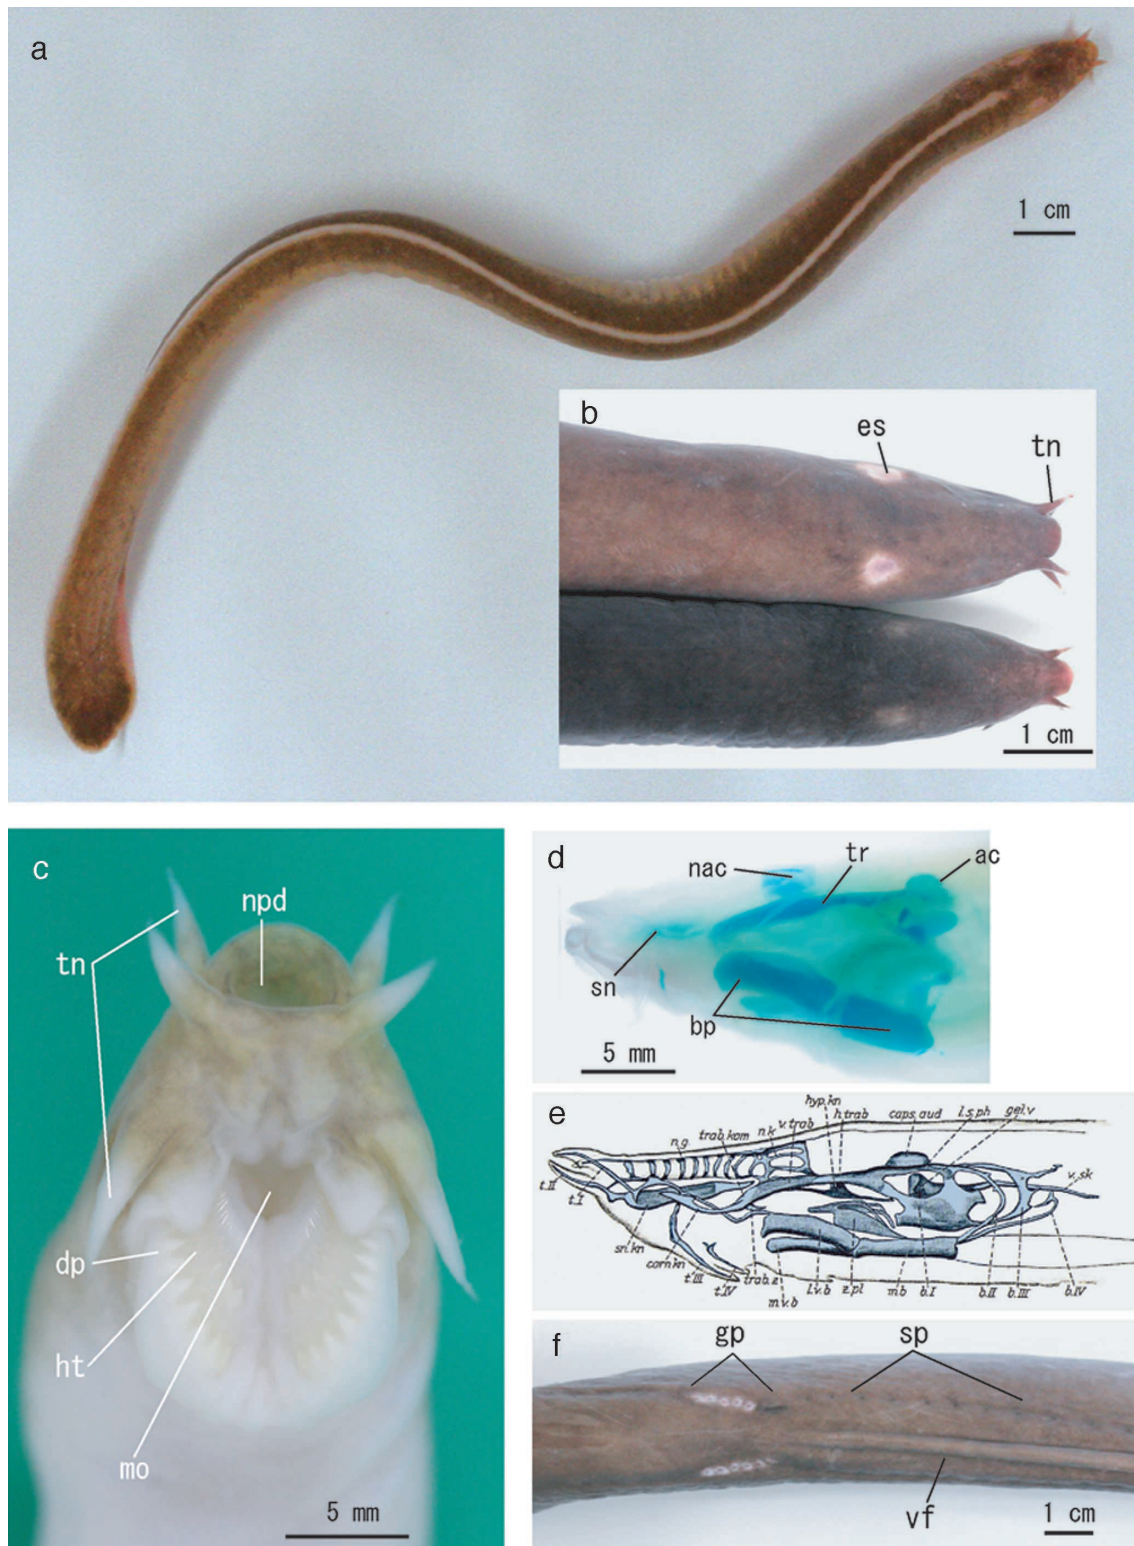 a
1 cm
b
es
tn
1 cm
c
npd
tn
dp
ht
mo
5 mm
d
nac
tr
ac
sn
bp
5 mm
e
hyp.kn
h.trab
caps.aud
l.s.ph
gel.v
n.g.
trab.kom
n.k
v.trab
v.sk
t.II
t.I
sn.kn
corn.kn
t.III
t.IV
trab.z
m.v.b
l.v.b
z.pl
m.b
b.I
b.II
b.III
b.IV
f
gp
sp
vf
1 cm